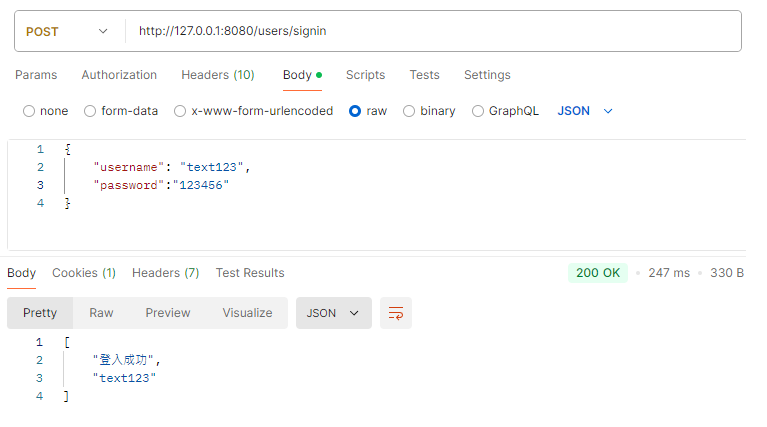 POST http://127.0.0.1:8080/users/signin
Params Authorization Headers (10) Body Scripts Tests Settings
none form-data x-www-form-urlencoded raw binary GraphQL JSON
1 {
2 "username": "text123",
3 "password":"123456"
4 }
Body Cookies (1) Headers (7) Test Results 200 OK 247 ms 330 B
Pretty Raw Preview Visualize JSON
1 [
2 "登入成功",
3 "text123"
4 ]